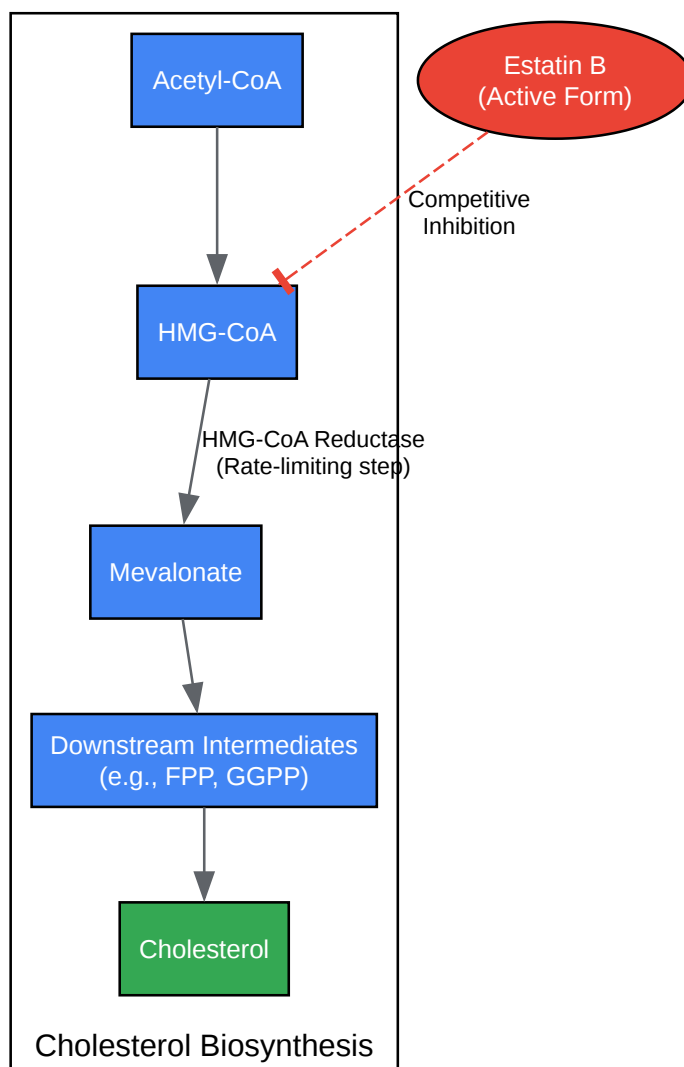 Acetyl-CoA
Estatin B
(Active Form)
Competitive
Inhibition
HMG-CoA
HMG-CoA Reductase
(Rate-limiting step)
Mevalonate
Downstream Intermediates
(e.g., FPP, GGPP)
Cholesterol
Cholesterol Biosynthesis